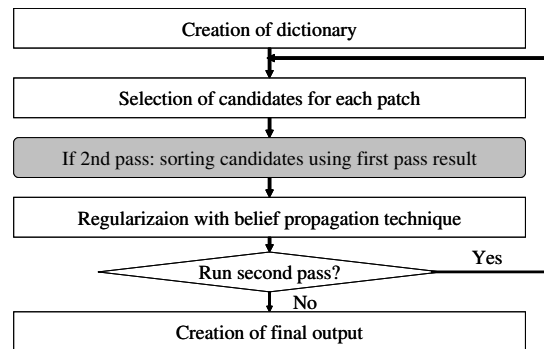 Creation of dictionary
Selection of candidates for each patch
If 2nd pass: sorting candidates using first pass result
Regularizaion with belief propagation technique
Run second pass?
Yes
No
Creation of final output